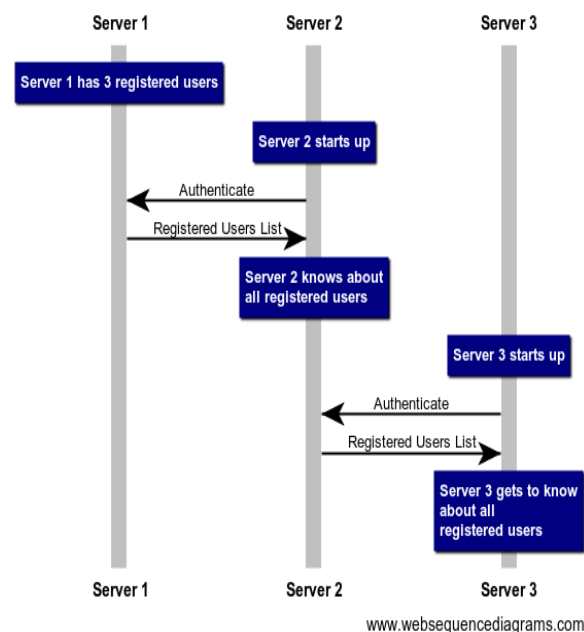 Server 1
Server 2
Server 3
Server 1 has 3 registered users
Server 2 starts up
Authenticate
Registered Users List
Server 2 knows about
all registered users
Server 3 starts up
Authenticate
Registered Users List
Server 3 gets to know
about all
registered users
Server 1
Server 2
Server 3
www.websequencediagrams.com